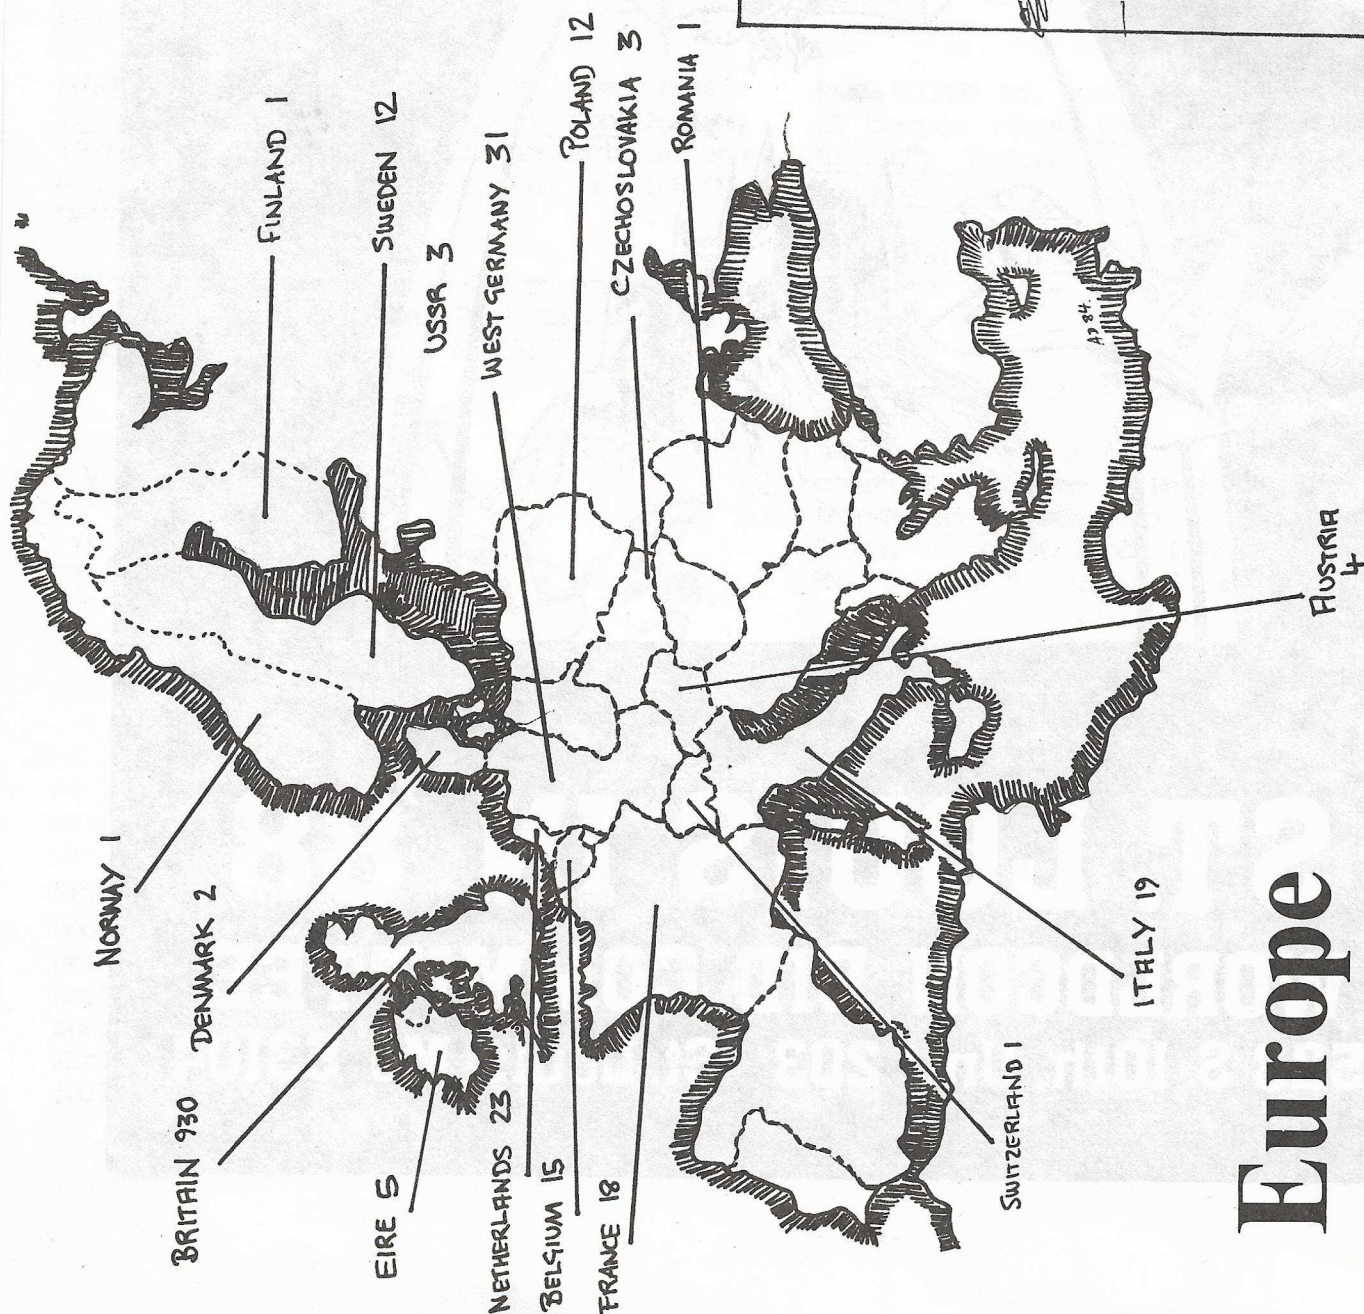 NORWAY 1
BRITAIN 930
DENMARK 2
EIRE 5
NETHERLANDS 23
BELGIUM 15
FRANCE 18
FINLAND 1
SWEDEN 12
USSR 3
WEST GERMANY 31
POLAND 12
CZECHOSLOVAKIA 3
ROMANIA 1
SWITZERLAND 1
ITALY 19
AUSTRIA
4
Europe